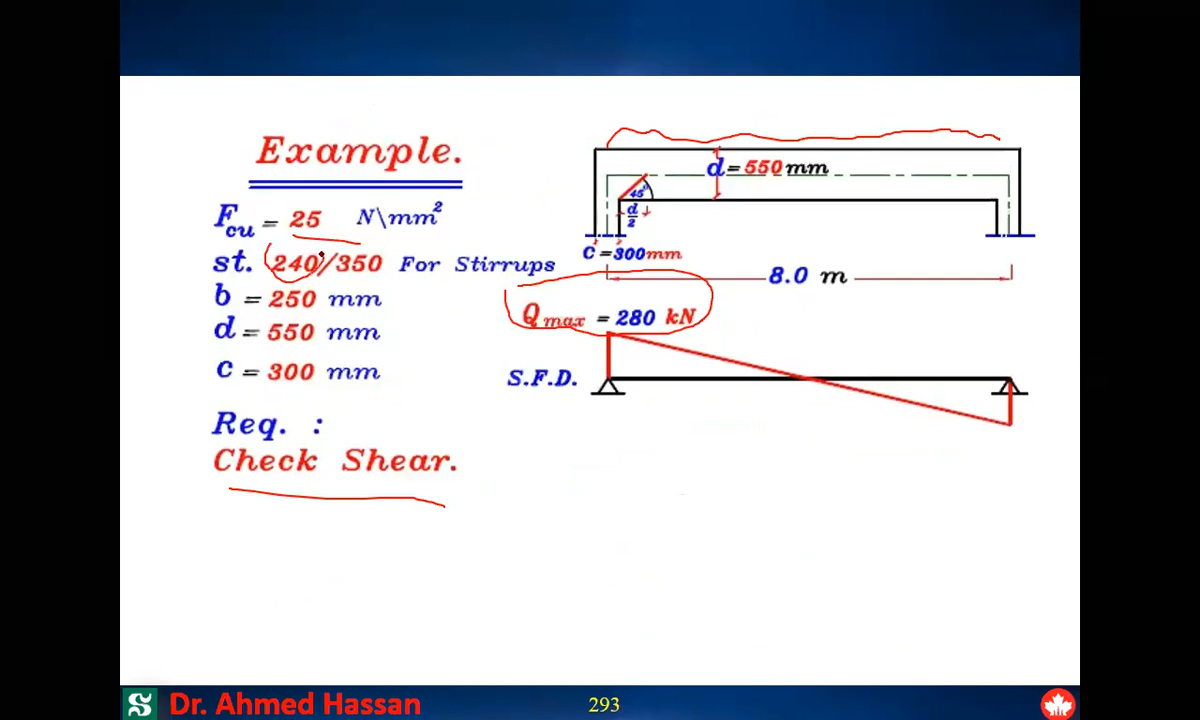 Example.
Fcu = 25 N\mm²
st. 240/350 For Stirrups
b = 250 mm
d = 550 mm
c = 300 mm
Req. :
Check Shear.
d = 550 mm
45°
d/2
C = 300mm
8.0 m
Qmax = 280 kN
S.F.D.
Dr. Ahmed Hassan
293